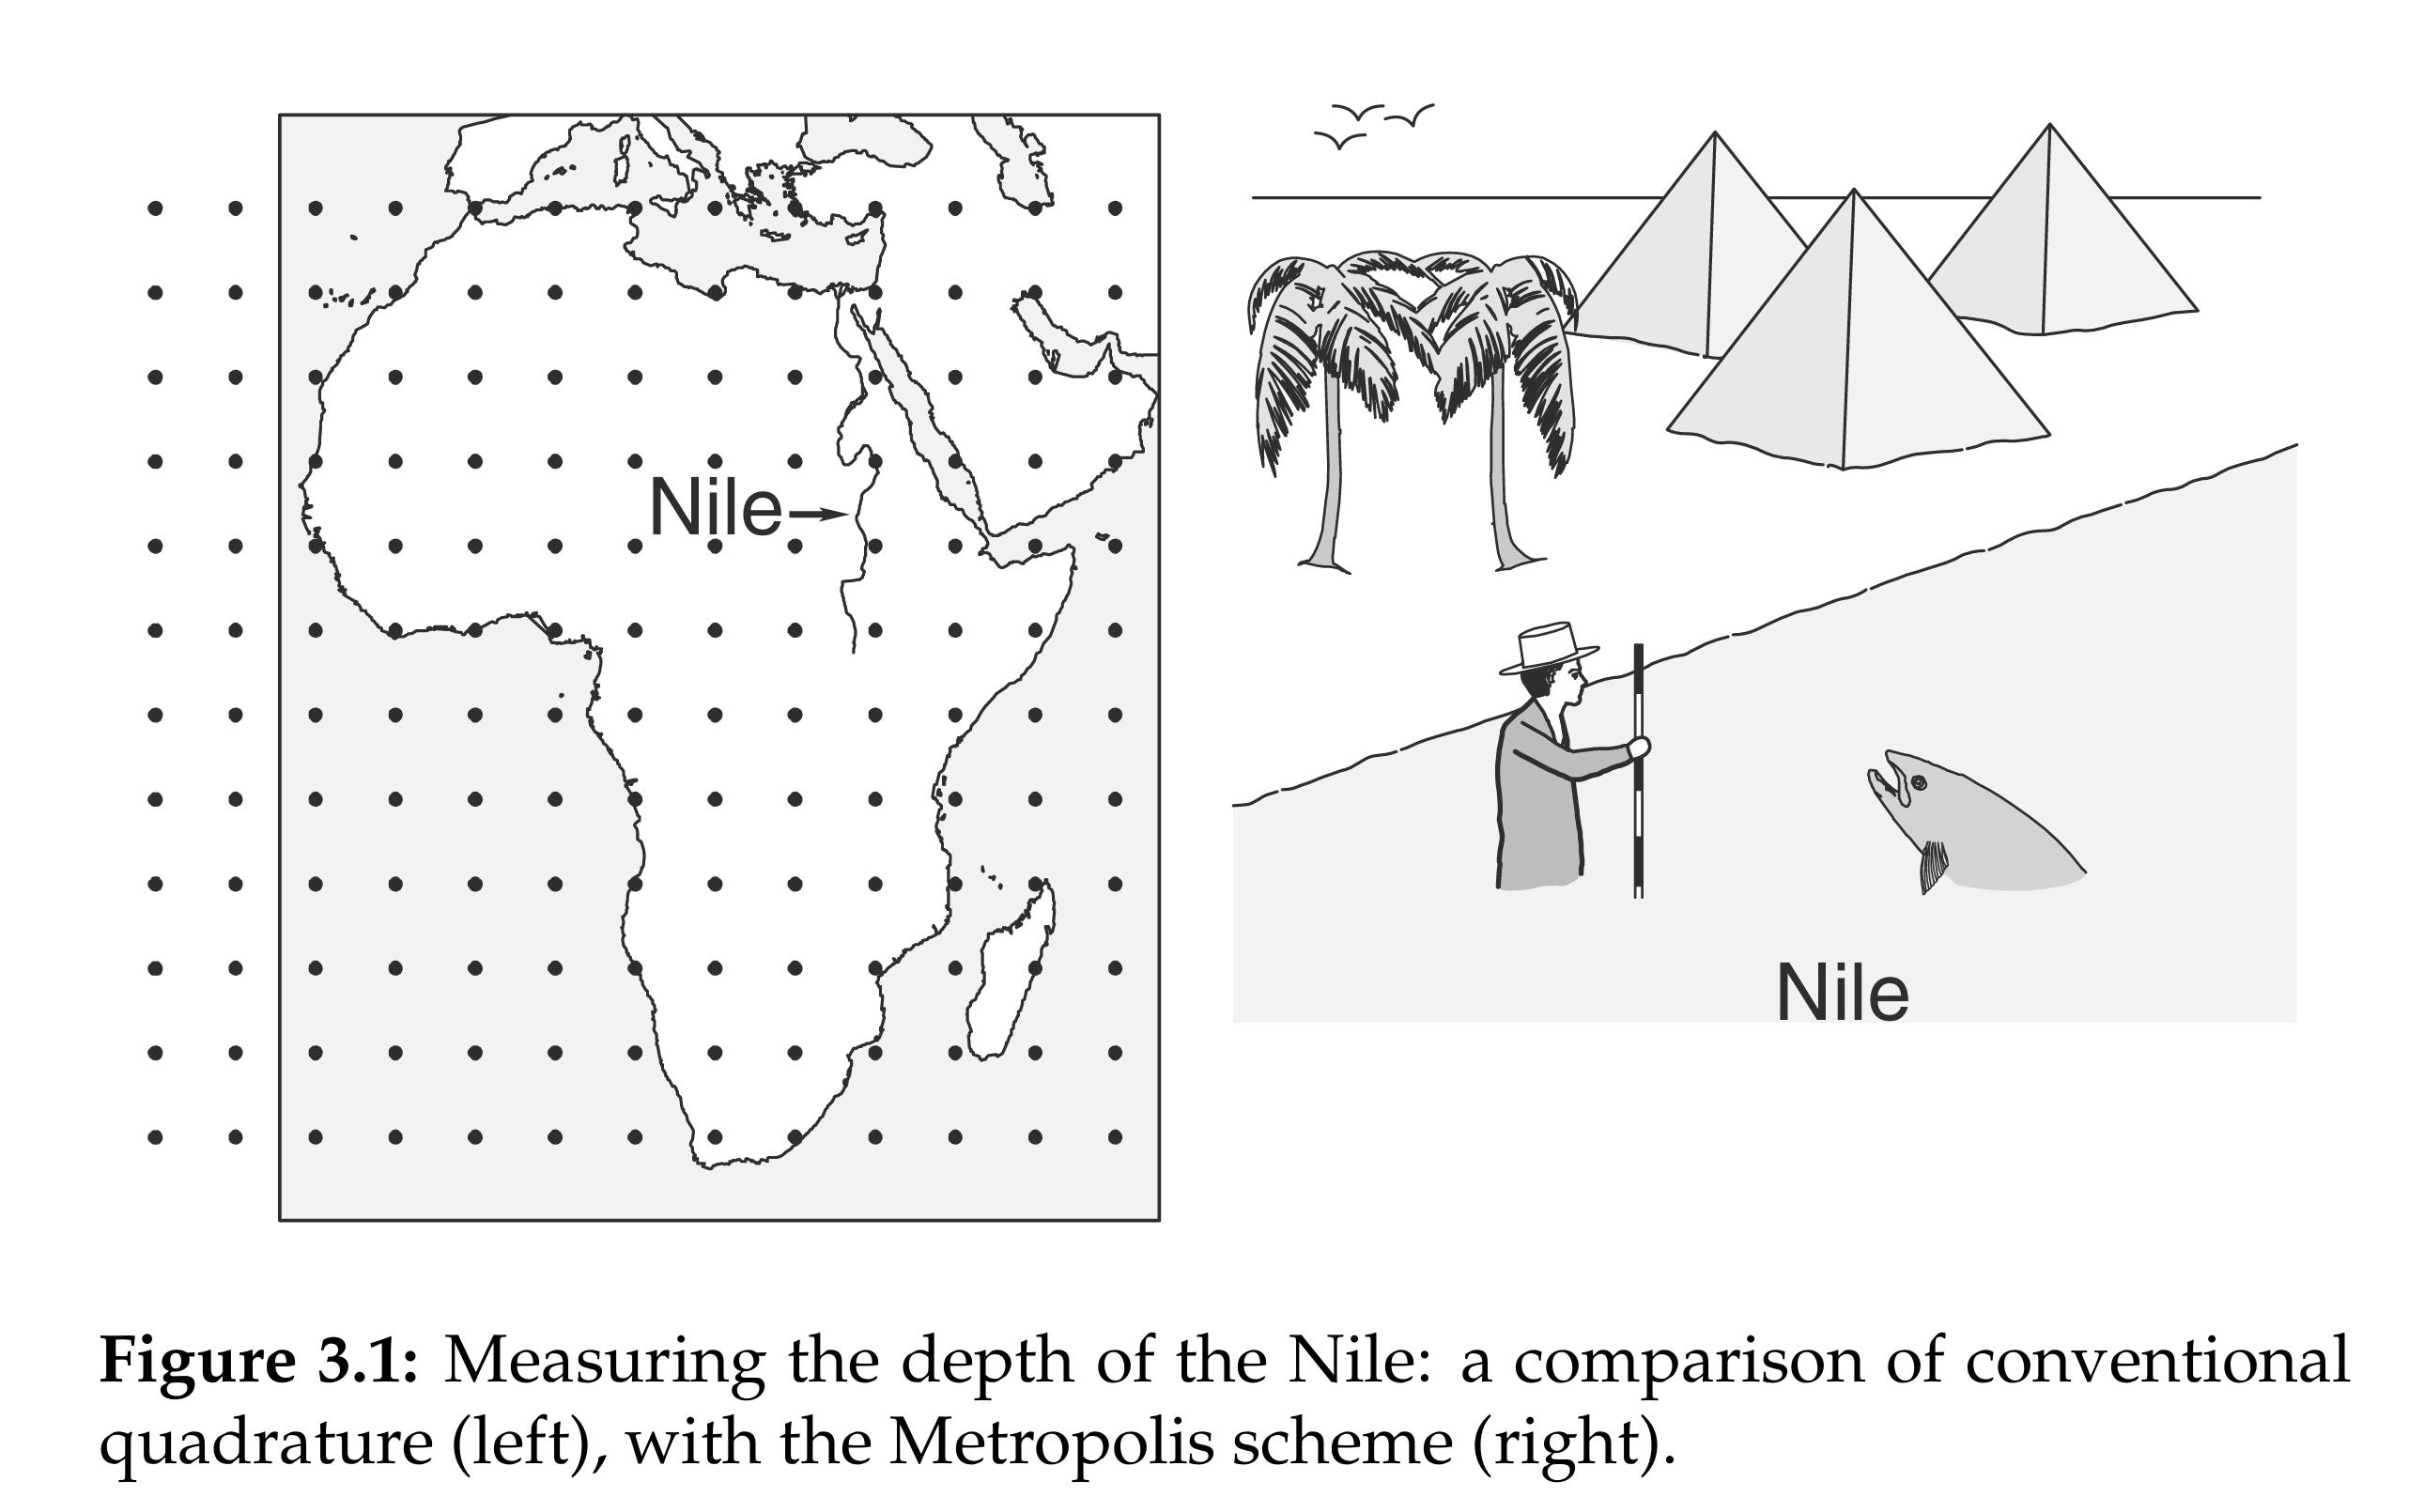 Nile
Nile
Figure 3.1: Measuring the depth of the Nile: a comparison of conventional
quadrature (left), with the Metropolis scheme (right).